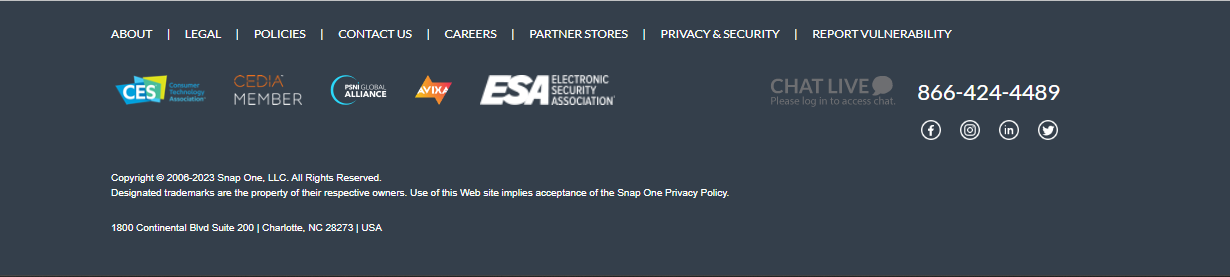 ABOUT | LEGAL | POLICIES | CONTACT US | CAREERS | PARTNER STORES | PRIVACY & SECURITY | REPORT VULNERABILITY
CES Consumer Technology Association
CEDIA MEMBER
PSNI GLOBAL ALLIANCE
AVIXA
ESA ELECTRONIC SECURITY ASSOCIATION
CHAT LIVE
Please log in to access chat.
866-424-4489
Copyright © 2006-2023 Snap One, LLC. All Rights Reserved.
Designated trademarks are the property of their respective owners. Use of this Web site implies acceptance of the Snap One Privacy Policy.
1800 Continental Blvd Suite 200 | Charlotte, NC 28273 | USA